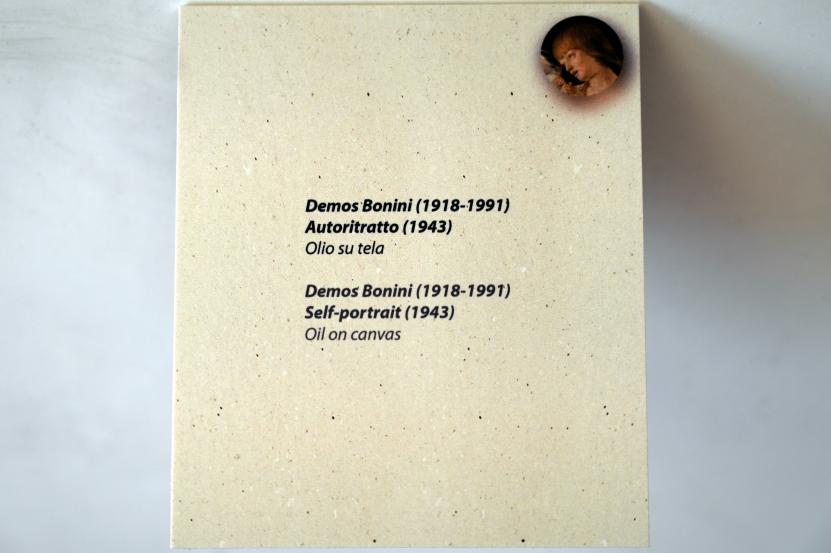 Demos Bonini (1918-1991)
Autoritratto (1943)
Olio su tela
Demos Bonini (1918-1991)
Self-portrait (1943)
Oil on canvas